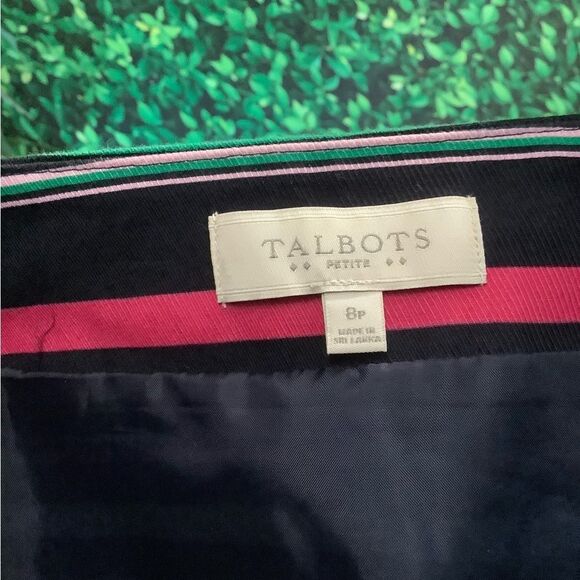 TALBOTS
PETITE
8P
MADE IN
SRI LANKA